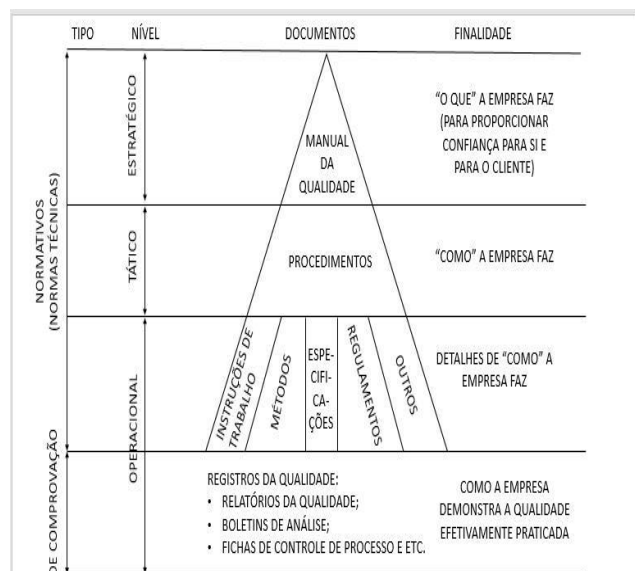 TIPO NÍVEL DOCUMENTOS FINALIDADE
NORMATIVOS
(NORMAS TÉCNICAS)
ESTRATÉGICO
MANUAL
DA
QUALIDADE
"O QUE" A EMPRESA FAZ
(PARA PROPORCIONAR
CONFIANÇA PARA SI E
PARA O CLIENTE)
TÁTICO
PROCEDIMENTOS
"COMO" A EMPRESA FAZ
OPERACIONAL
INSTRUÇÕES DE
TRABALHO
MÉTODOS
ESPE-
CIFI-
CA-
ÇÕES
REGULAMENTOS
OUTROS
DETALHES DE "COMO" A
EMPRESA FAZ
DE COMPROVAÇÃO
REGISTROS DA QUALIDADE:
• RELATÓRIOS DA QUALIDADE;
• BOLETINS DE ANÁLISE;
• FICHAS DE CONTROLE DE PROCESSO E ETC.
COMO A EMPRESA
DEMONSTRA A QUALIDADE
EFETIVAMENTE PRATICADA